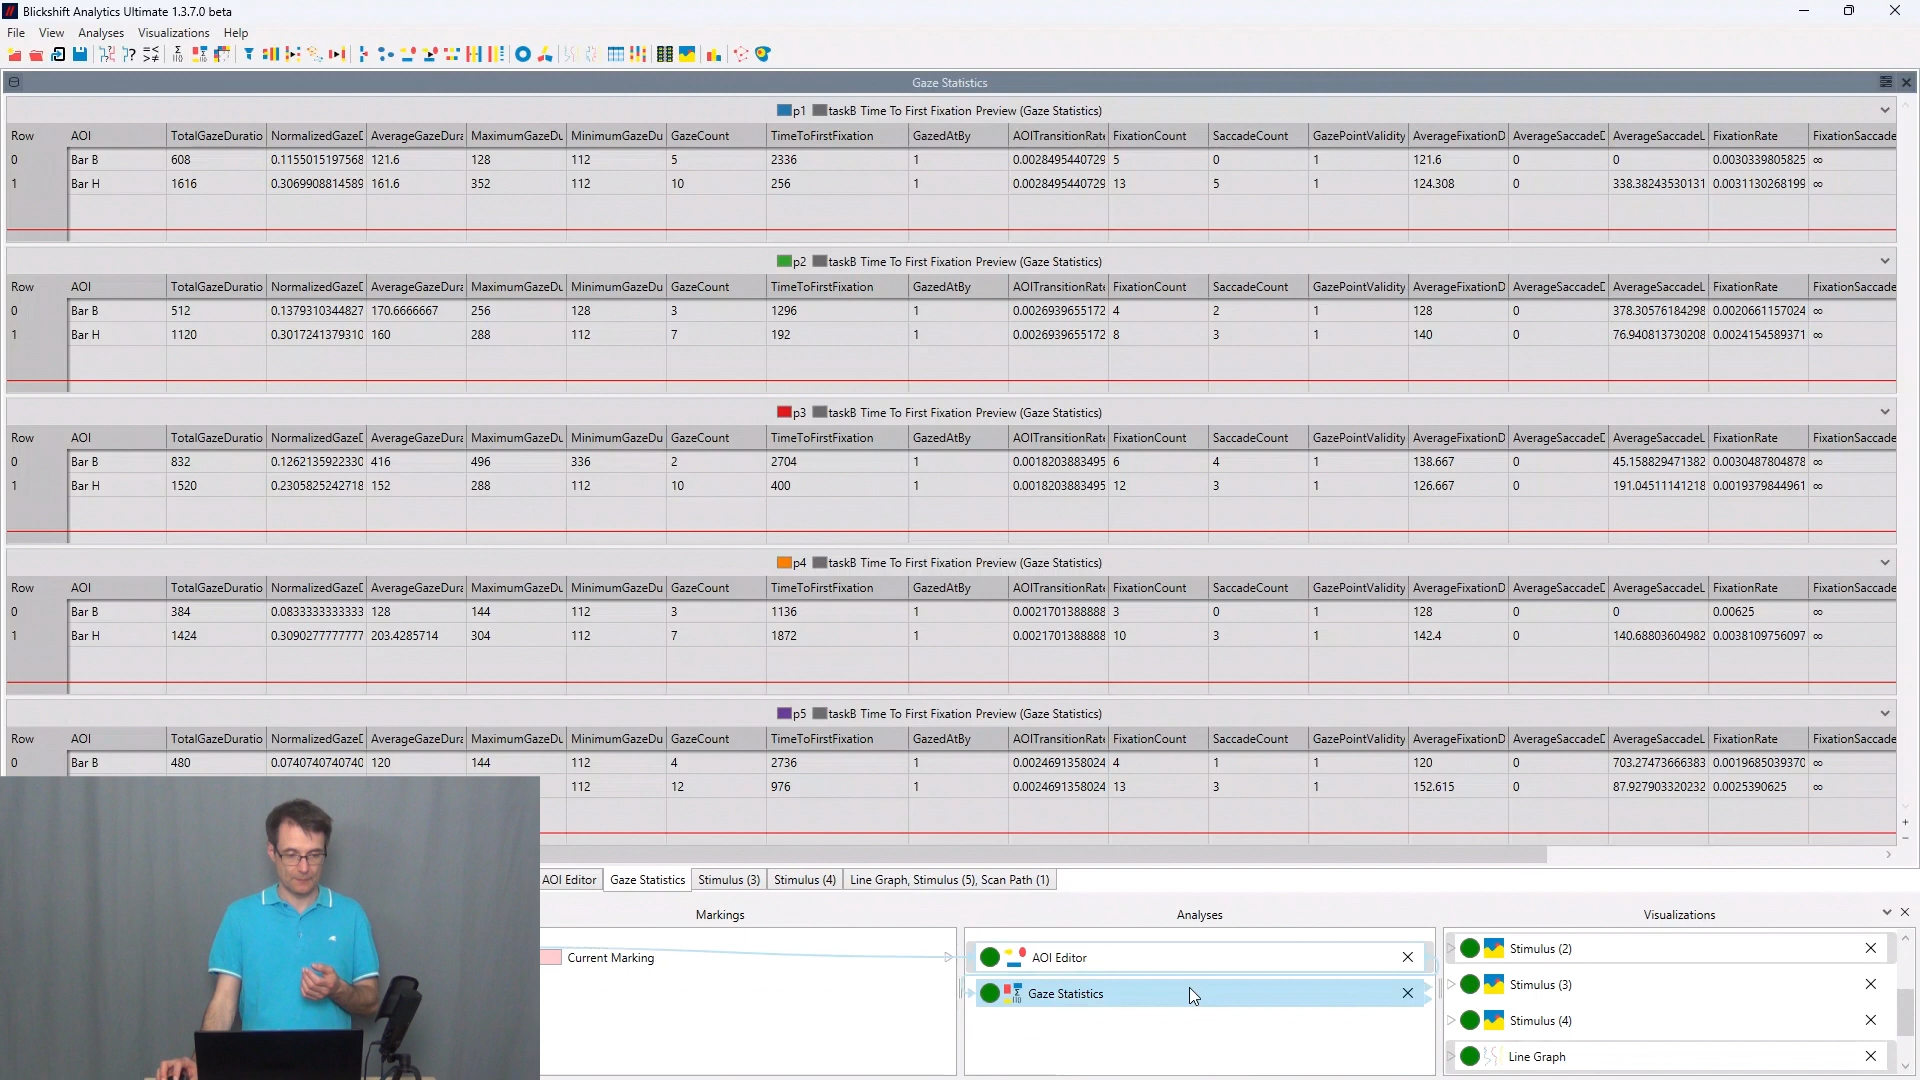 Blickshift Analytics Ultimate 1.3.7.0 beta
File View Analyses Visualizations Help
Gaze Statistics
p1 taskB Time To First Fixation Preview (Gaze Statistics)
Row AOI TotalGazeDuratio NormalizedGazeD AverageGazeDura MaximumGazeDu MinimumGazeDu GazeCount TimeToFirstFixation GazedAtBy AOITransitionRat FixationCount SaccadeCount GazePointValidity AverageFixationD AverageSaccadeD AverageSaccadeL FixationRate FixationSaccade
0 Bar B 608 0.1155015197568 121.6 128 112 5 2336 1 0.0028495440729 5 0 1 121.6 0 0 0.0030339805825 ∞
1 Bar H 1616 0.3069908814589 161.6 352 112 10 256 1 0.0028495440729 13 5 1 124.308 0 338.38243530131 0.0031130268199 ∞
p2 taskB Time To First Fixation Preview (Gaze Statistics)
Row AOI TotalGazeDuratio NormalizedGazeD AverageGazeDura MaximumGazeDu MinimumGazeDu GazeCount TimeToFirstFixation GazedAtBy AOITransitionRat FixationCount SaccadeCount GazePointValidity AverageFixationD AverageSaccadeD AverageSaccadeL FixationRate FixationSaccade
0 Bar B 512 0.1379310344827 170.6666667 256 128 3 1296 1 0.0026939655172 4 2 1 128 0 378.30576184298 0.0020661157024 ∞
1 Bar H 1120 0.3017241379310 160 288 112 7 192 1 0.0026939655172 8 3 1 140 0 76.940813730208 0.0024154589371 ∞
p3 taskB Time To First Fixation Preview (Gaze Statistics)
Row AOI TotalGazeDuratio NormalizedGazeD AverageGazeDura MaximumGazeDu MinimumGazeDu GazeCount TimeToFirstFixation GazedAtBy AOITransitionRat FixationCount SaccadeCount GazePointValidity AverageFixationD AverageSaccadeD AverageSaccadeL FixationRate FixationSaccade
0 Bar B 832 0.1262135922330 416 496 336 2 2704 1 0.0018203883495 6 4 1 138.667 0 45.158829471382 0.0030487804878 ∞
1 Bar H 1520 0.2305825242718 152 288 112 10 400 1 0.0018203883495 12 3 1 126.667 0 191.04511141218 0.0019379844961 ∞
p4 taskB Time To First Fixation Preview (Gaze Statistics)
Row AOI TotalGazeDuratio NormalizedGazeD AverageGazeDura MaximumGazeDu MinimumGazeDu GazeCount TimeToFirstFixation GazedAtBy AOITransitionRat FixationCount SaccadeCount GazePointValidity AverageFixationD AverageSaccadeD AverageSaccadeL FixationRate FixationSaccade
0 Bar B 384 0.0833333333333 128 144 112 3 1136 1 0.0021701388888 3 0 1 128 0 0 0.00625 ∞
1 Bar H 1424 0.3090277777777 203.4285714 304 112 7 1872 1 0.0021701388888 10 3 1 142.4 0 140.68803604982 0.0038109756097 ∞
p5 taskB Time To First Fixation Preview (Gaze Statistics)
Row AOI TotalGazeDuratio NormalizedGazeD AverageGazeDura MaximumGazeDu MinimumGazeDu GazeCount TimeToFirstFixation GazedAtBy AOITransitionRat FixationCount SaccadeCount GazePointValidity AverageFixationD AverageSaccadeD AverageSaccadeL FixationRate FixationSaccade
0 Bar B 480 0.0740740740740 120 144 112 4 2736 1 0.0024691358024 4 1 1 120 0 703.27473666383 0.0019685039370 ∞
112 12 976 1 0.0024691358024 13 3 1 152.615 0 87.927903320232 0.0025390625 ∞
AOI Editor Gaze Statistics Stimulus (3) Stimulus (4) Line Graph, Stimulus (5), Scan Path (1)
Markings Analyses Visualizations
Current Marking AOI Editor Stimulus (2)
Gaze Statistics Stimulus (3)
Stimulus (4)
Line Graph